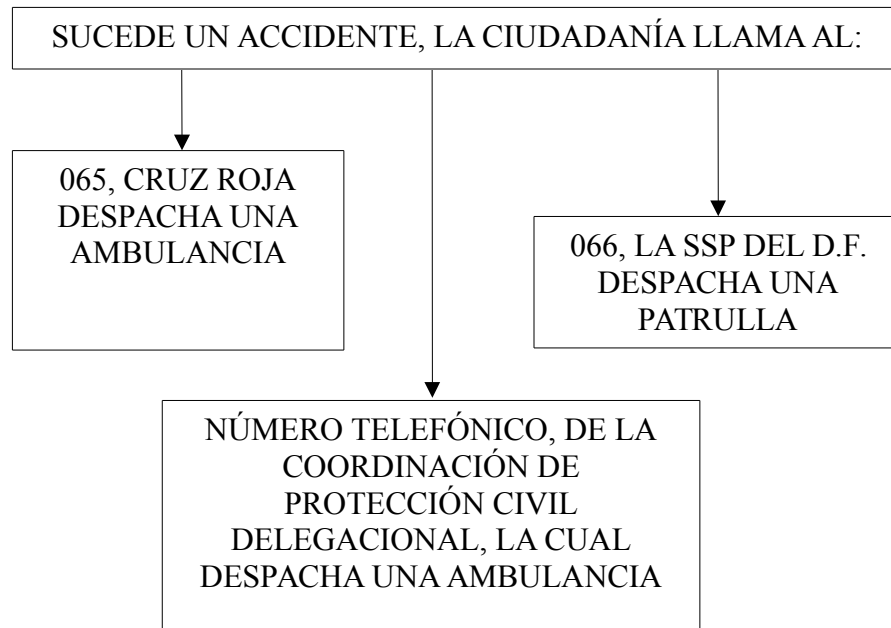 SUCEDE UN ACCIDENTE, LA CIUDADANÍA LLAMA AL:
065, CRUZ ROJA
DESPACHA UNA
AMBULANCIA
066, LA SSP DEL D.F.
DESPACHA UNA
PATRULLA
NÚMERO TELEFÓNICO, DE LA
COORDINACIÓN DE
PROTECCIÓN CIVIL
DELEGACIONAL, LA CUAL
DESPACHA UNA AMBULANCIA